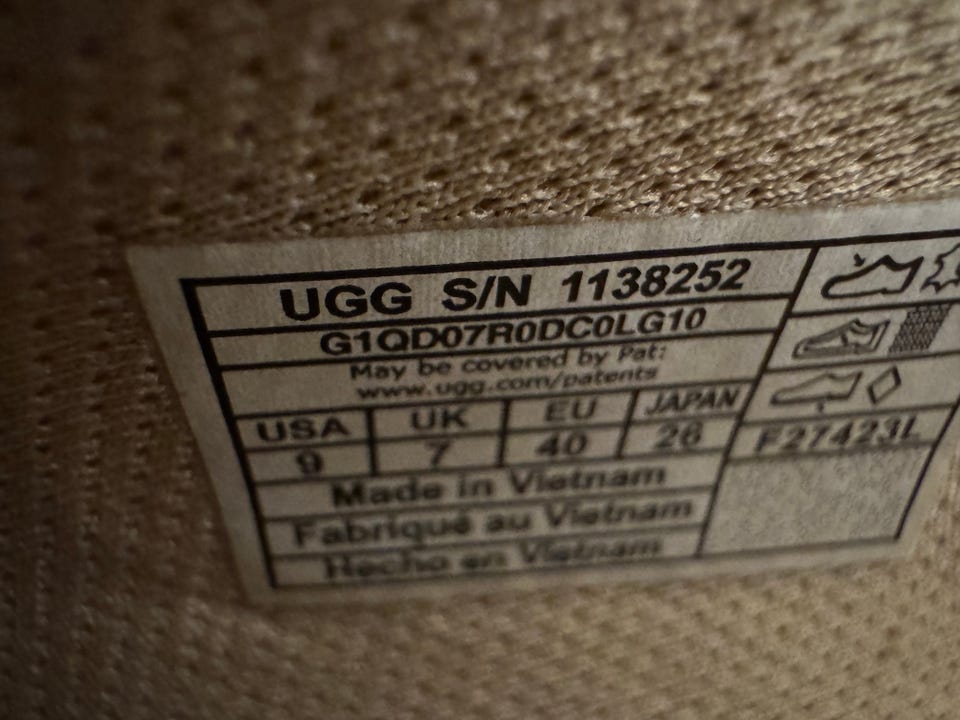 UGG S/N 1138252
G1QD07R0DC0LG10
May be covered by Pat:
www.ugg.com/patents
USA UK EU JAPAN
9 7 40 26
F27423L
Made in Vietnam
Fabriqué au Vietnam
Hecho en Vietnam